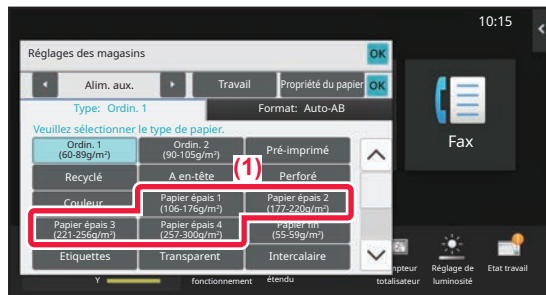 10:15
Réglages des magasins
OK
Alim. aux.
Travail
Propriété du papier
OK
Type: Ordin. 1
Format: Auto-AB
Veuillez sélectionner le type de papier.
Ordin. 1
(60-89g/m²)
Ordin. 2
(90-105g/m²)
Pré-imprimé
Recyclé
A en-tête
(1)
Perforé
Couleur
Papier épais 1
(106-176g/m²)
Papier épais 2
(177-220g/m²)
Papier épais 3
(221-256g/m²)
Papier épais 4
(257-300g/m²)
Papier fin
(55-59g/m²)
Etiquettes
Transparent
Intercalaire
Fax
Y
fonctionnement
étendu
mpteur
totalisateur
Réglage de
luminosité
Etat travail